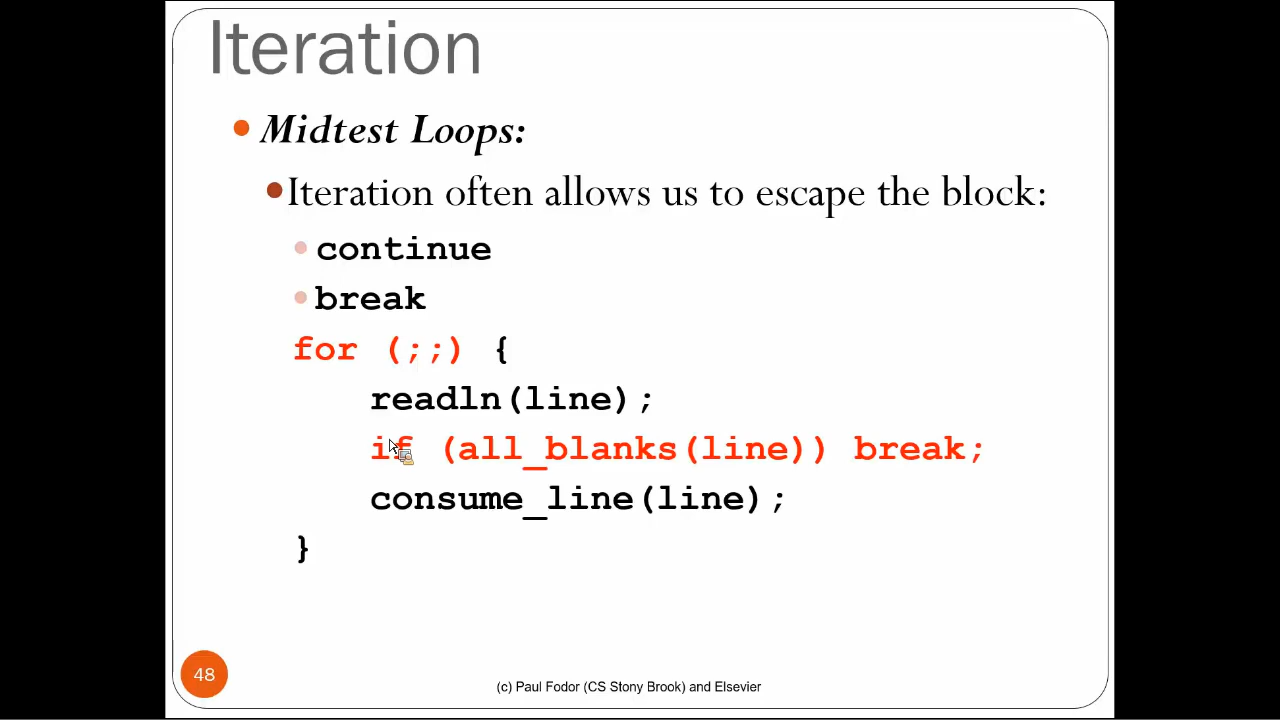 Iteration
Midtest Loops:
Iteration often allows us to escape the block:
continue
break
for (;;) {
readln(line);
if (all_blanks(line)) break;
consume_line(line);
}
48
(c) Paul Fodor (CS Stony Brook) and Elsevier